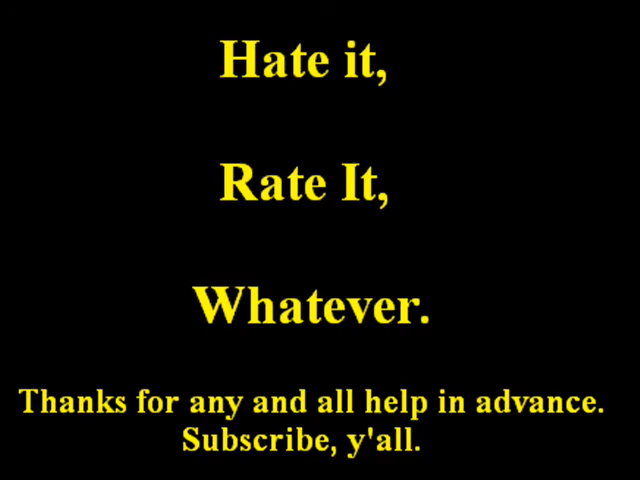 Hate it,
Rate It,
Whatever.
Thanks for any and all help in advance.
Subscribe, y'all.